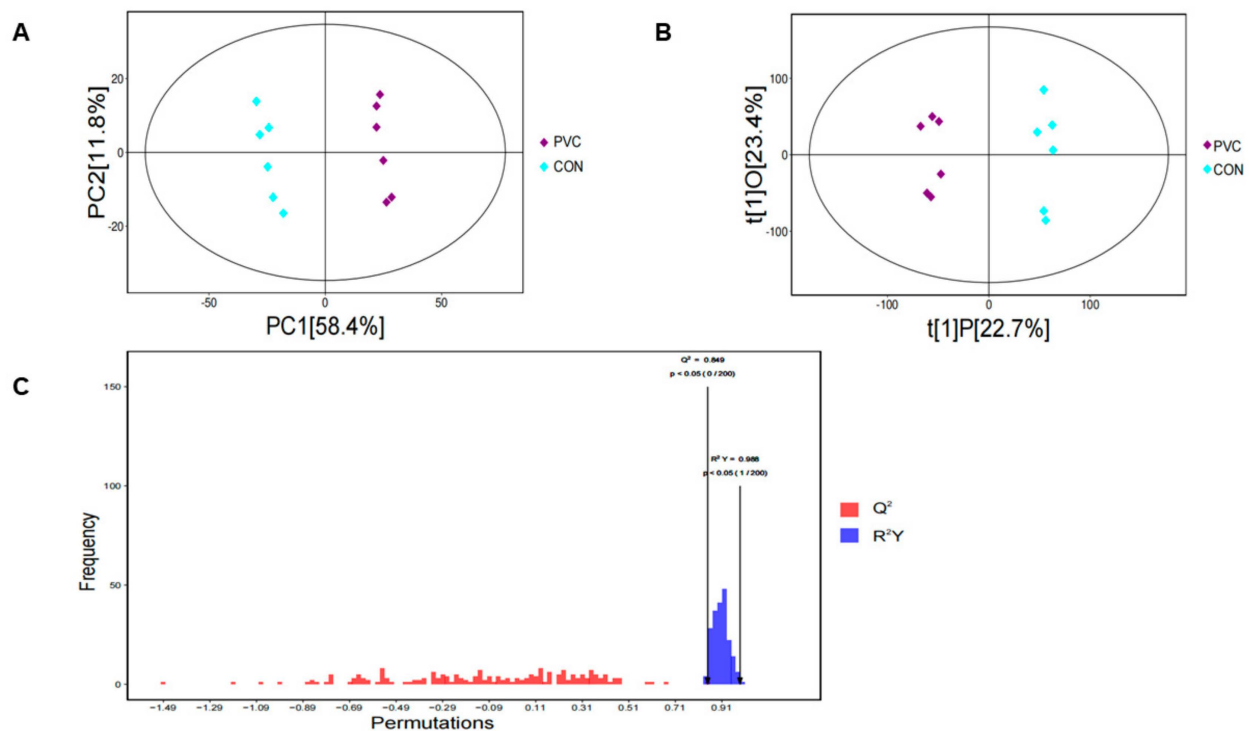 A
PC2[11.8%]
20
0
-20
-50
0
50
PC1[58.4%]
PVC
CON
B
t[1]O[23.4%]
100
0
-100
-100
0
100
t[1]P[22.7%]
PVC
CON
C
Frequency
150
100
50
0
Q² = 0.849
p < 0.05 ( 0 / 200)
R² Y = 0.988
p < 0.05 ( 1 / 200)
−1.49 −1.29 −1.09 −0.89 −0.69 −0.49 −0.29 −0.09 0.11 0.31 0.51 0.71 0.91
Permutations
Q²
R²Y